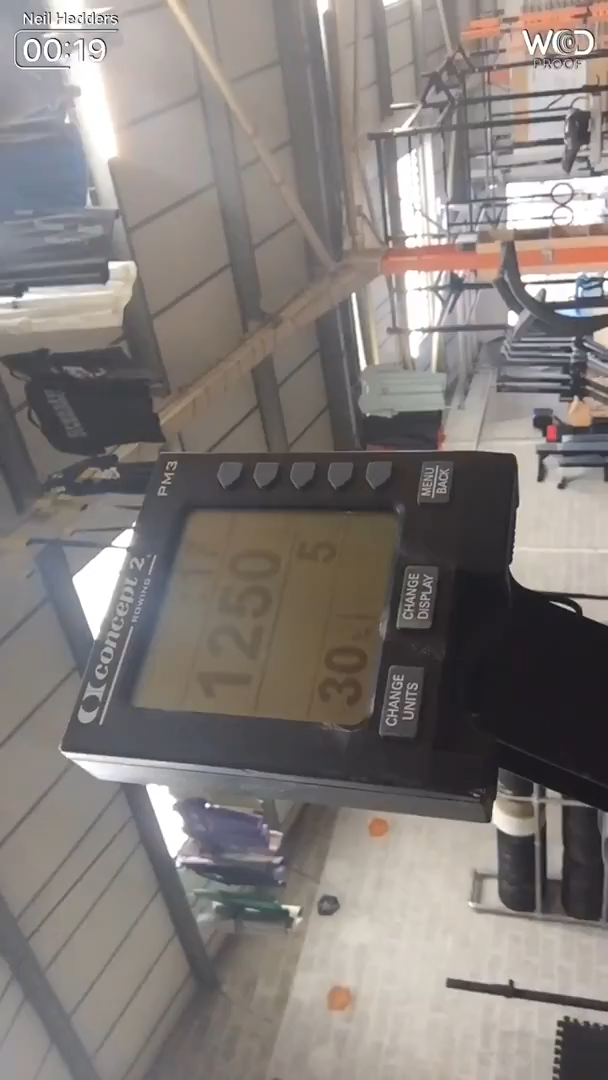 Neil Hedders
00:19
WOD
PROOF
concept 2
ROWING
PM3
1250
5
30
MENU
BACK
CHANGE
DISPLAY
CHANGE
UNITS